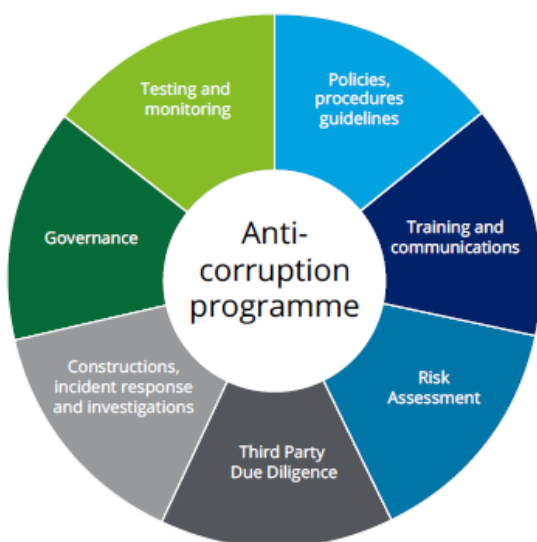 Anti-
corruption
programme
Policies,
procedures
guidelines
Training and
communications
Risk
Assessment
Third Party
Due Diligence
Constructions,
incident response
and investigations
Governance
Testing and
monitoring